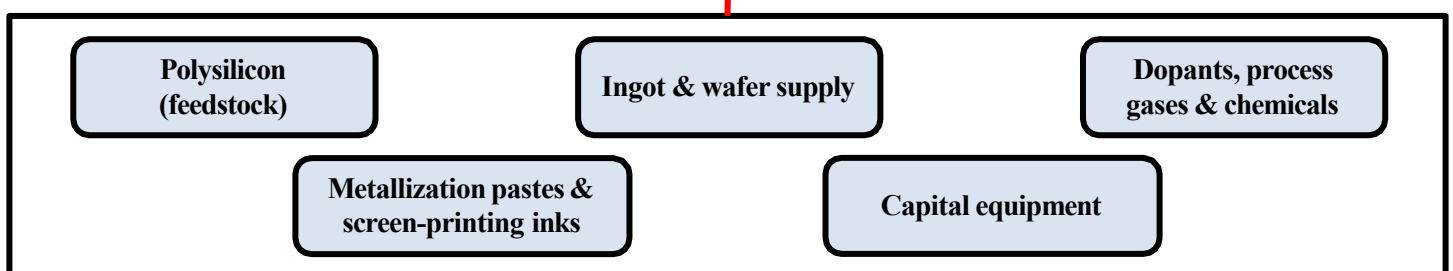 Polysilicon
(feedstock)
Ingot & wafer supply
Dopants, process
gases & chemicals
Metallization pastes &
screen-printing inks
Capital equipment